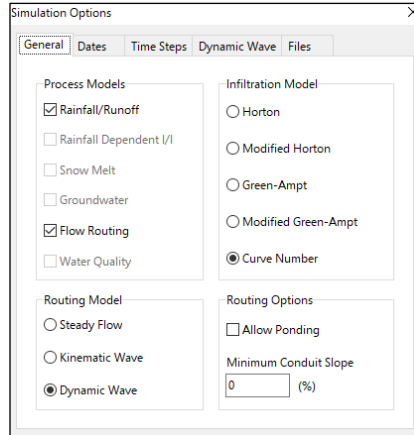 Simulation Options
General Dates Time Steps Dynamic Wave Files
Process Models
Rainfall/Runoff
Rainfall Dependent I/I
Snow Melt
Groundwater
Flow Routing
Water Quality
Infiltration Model
Horton
Modified Horton
Green-Ampt
Modified Green-Ampt
Curve Number
Routing Model
Steady Flow
Kinematic Wave
Dynamic Wave
Routing Options
Allow Ponding
Minimum Conduit Slope
0 (%)